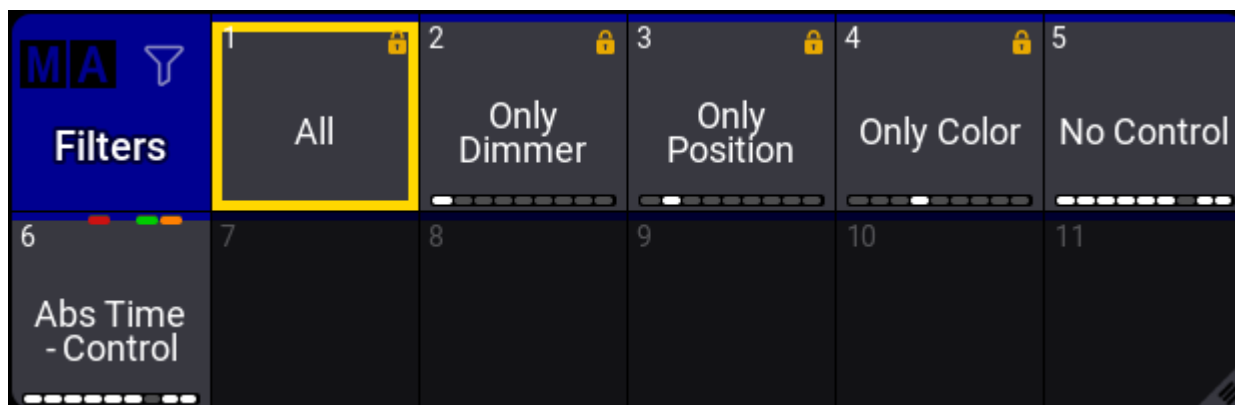 MA
Filters
1
All
2
Only
Dimmer
3
Only
Position
4
Only Color
5
No Control
6
Abs Time
- Control
7
8
9
10
11